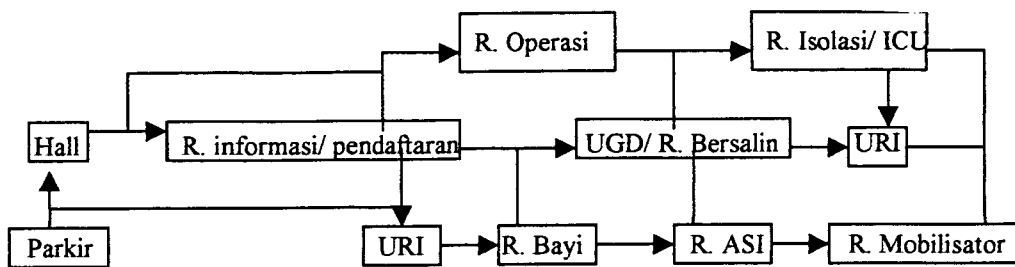 R. Operasi
R. Isolasi/ ICU
Hall
R. informasi/ pendaftaran
UGD/ R. Bersalin
URI
Parkir
URI
R. Bayi
R. ASI
R. Mobilisator